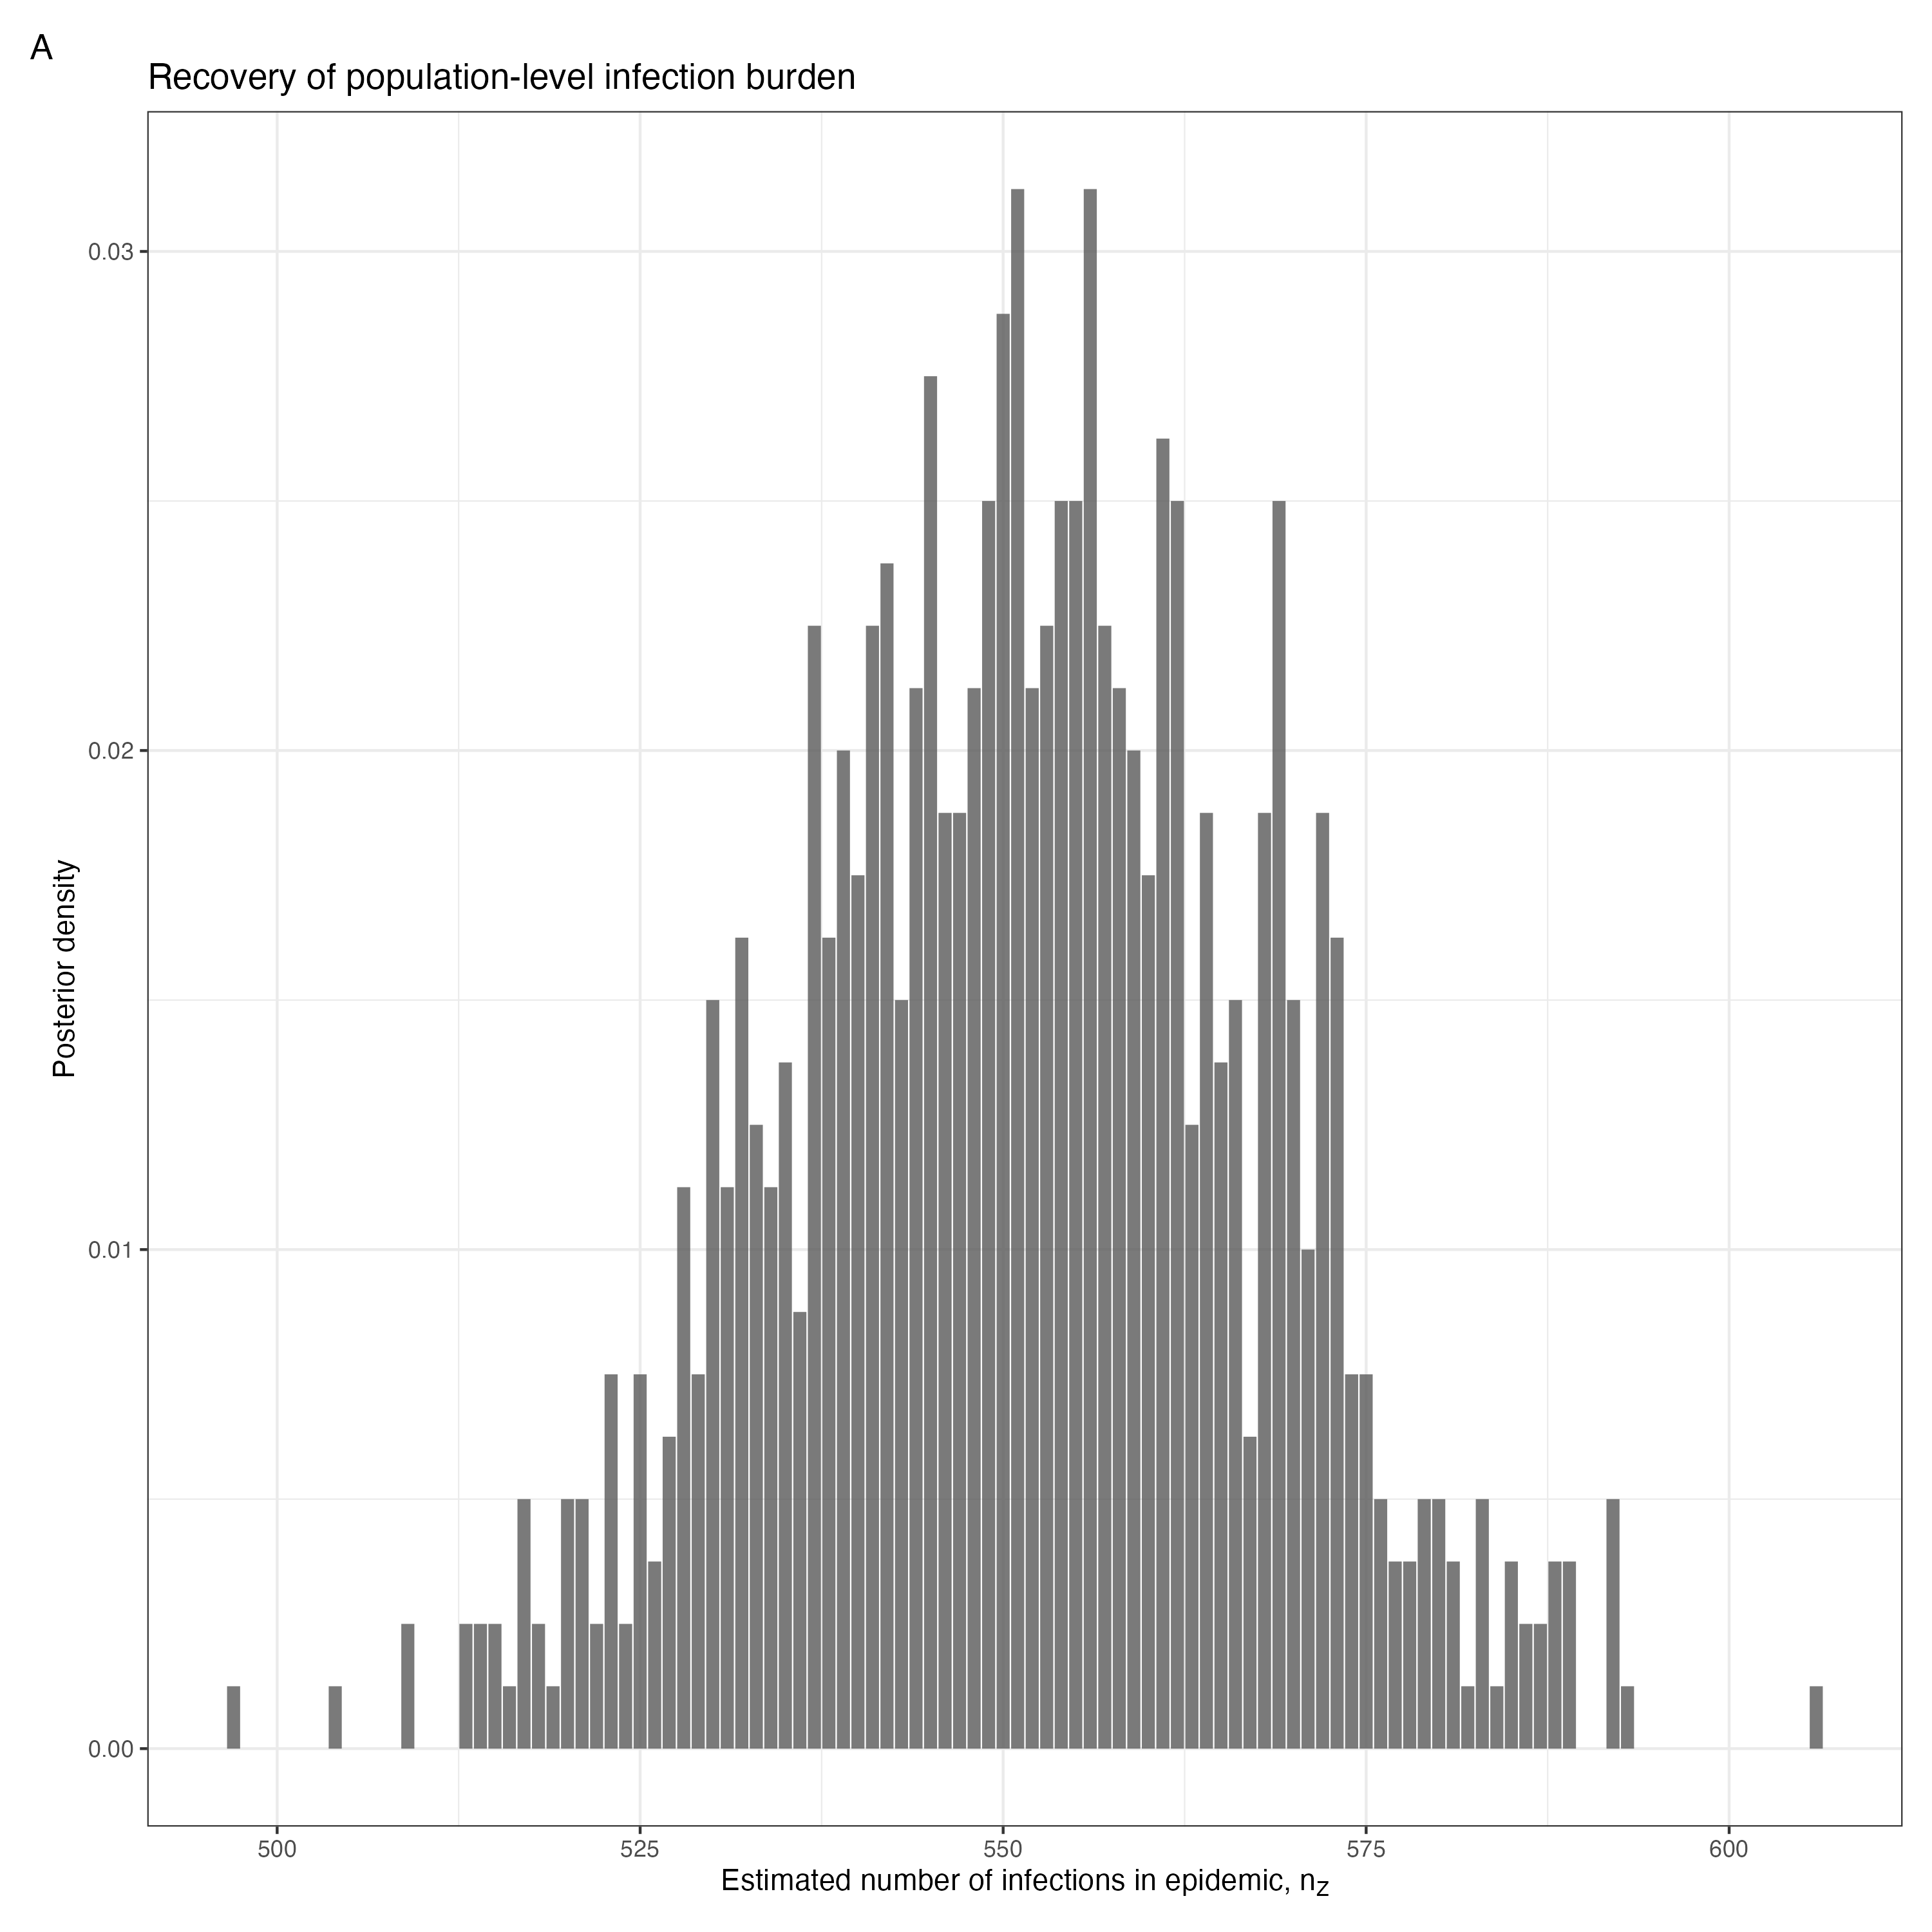 A
Recovery of population-level infection burden
0.03
0.02
0.01
0.00
Posterior density
500 525 550 575 600
Estimated number of infections in epidemic, nZ